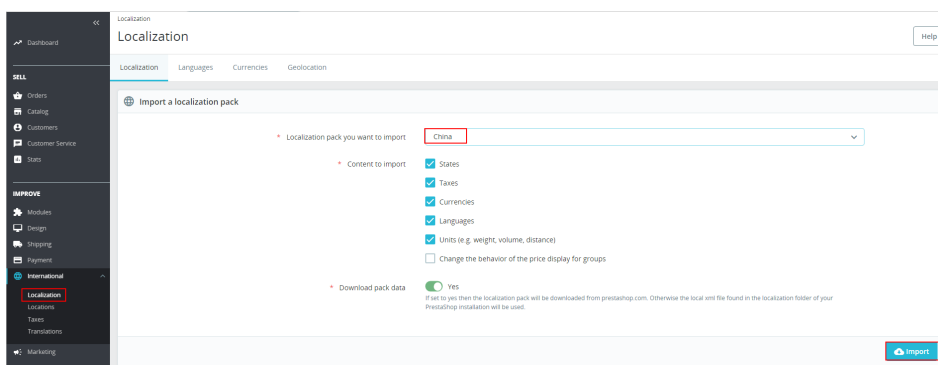 Localization
Localization
Help
Dashboard
Localization Languages Currencies Geolocation
SELL
Orders
Catalog
Customers
Customer Service
Stats
IMPROVE
Modules
Design
Shipping
Payment
International
Localization
Locations
Taxes
Translations
Marketing
Import a localization pack
* Localization pack you want to import China
* Content to import States
Taxes
Currencies
Languages
Units (e.g. weight, volume, distance)
Change the behavior of the price display for groups
* Download pack data Yes
If set to yes then the localization pack will be downloaded from prestashop.com. Otherwise the local xml file found in the localization folder of your
PrestaShop installation will be used.
Import